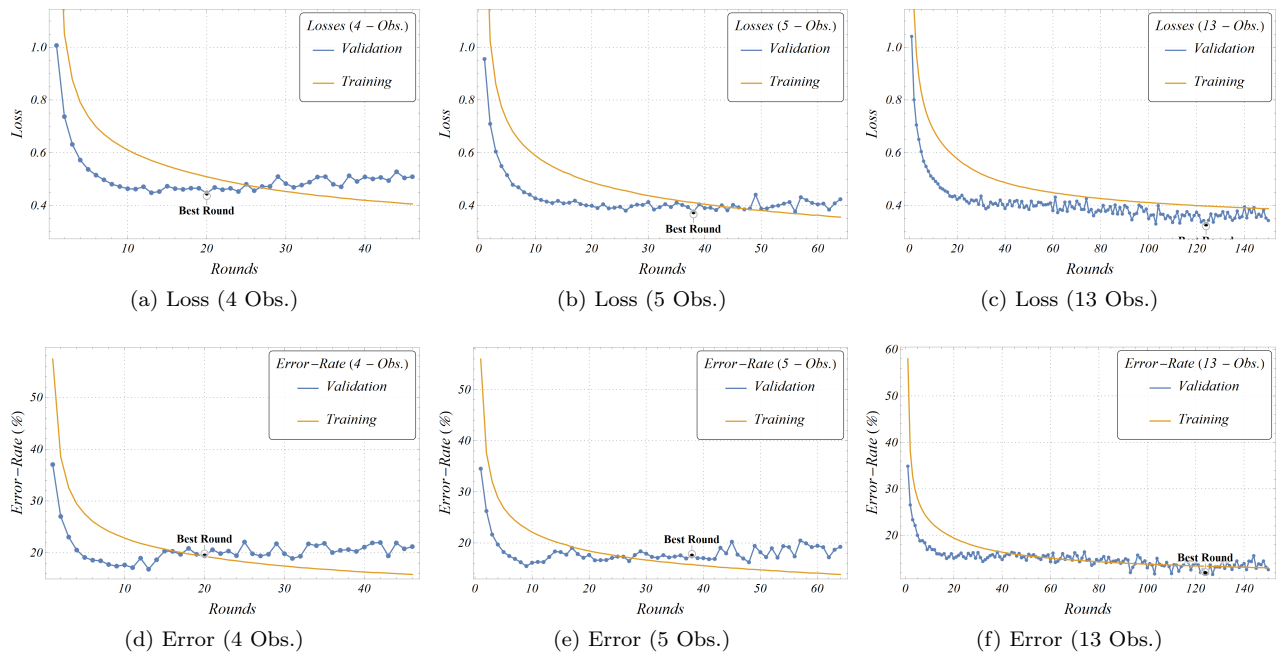 Losses (4 – Obs.)
Validation
Training
Loss
1.0
0.8
0.6
0.4
Best Round
10 20 30 40
Rounds
(a) Loss (4 Obs.)
Losses (5 – Obs.)
Validation
Training
Loss
1.0
0.8
0.6
0.4
Best Round
0 10 20 30 40 50 60
Rounds
(b) Loss (5 Obs.)
Losses (13 – Obs.)
Validation
Training
Loss
1.0
0.8
0.6
0.4
Best Round
0 20 40 60 80 100 120 140
Rounds
(c) Loss (13 Obs.)
Error–Rate (4 – Obs.)
Validation
Training
Error–Rate (%)
50
40
30
20
Best Round
10 20 30 40
Rounds
(d) Error (4 Obs.)
Error–Rate (5 – Obs.)
Validation
Training
Error–Rate (%)
50
40
30
20
Best Round
0 10 20 30 40 50 60
Rounds
(e) Error (5 Obs.)
Error–Rate (13 – Obs.)
Validation
Training
Error–Rate (%)
60
50
40
30
20
Best Round
0 20 40 60 80 100 120 140
Rounds
(f) Error (13 Obs.)